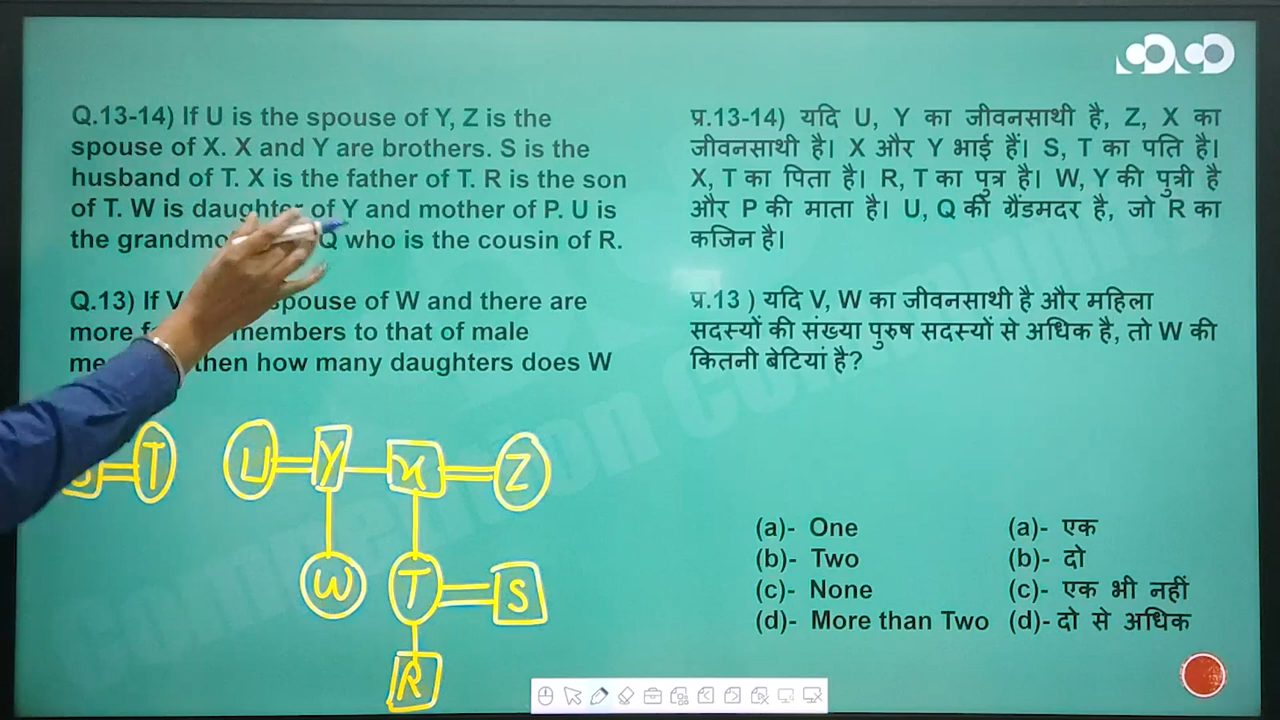 Q.13-14) If U is the spouse of Y, Z is the
spouse of X. X and Y are brothers. S is the
husband of T. X is the father of T. R is the son
of T. W is daughter of Y and mother of P. U is
the Q who is the cousin of R.
Q.13) If V spouse of W and there are
more members to that of male
then how many daughters does W
प्र.13-14) यदि U, Y का जीवनसाथी है, Z, X का
जीवनसाथी है। X और Y भाई हैं। S, T का पति है।
X, T का पिता है। R, T का पुत्र है। W, Y की पुत्री है
और P की माता है। U, Q की ग्रैंडमदर है, जो R का
कजिन है।
प्र.13 ) यदि V, W का जीवनसाथी है और महिला
सदस्यों की संख्या पुरुष सदस्यों से अधिक है, तो W की
कितनी बेटियां है?
(a)- One (a)- एक
(b)- Two (b)- दो
(c)- None (c)- एक भी नहीं
(d)- More than Two (d)- दो से अधिक
T U Y x Z
W T S
R